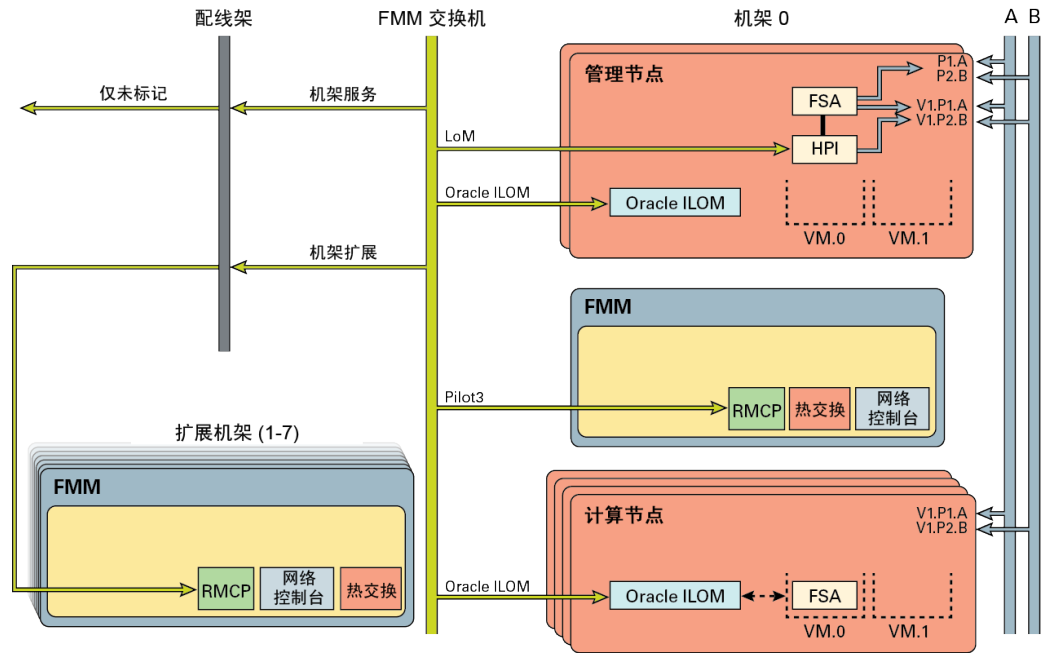 配线架
FMM 交换机
机架 0
A
B
仅未标记
机架服务
管理节点
P1.A
P2.B
FSA
V1.P1.A
V1.P2.B
LoM
HPI
Oracle ILOM
Oracle ILOM
VM.0
VM.1
机架扩展
FMM
Pilot3
RMCP
热交换
网络
控制台
扩展机架 (1-7)
FMM
RMCP
网络
控制台
热交换
计算节点
V1.P1.A
V1.P2.B
Oracle ILOM
Oracle ILOM
FSA
VM.0
VM.1